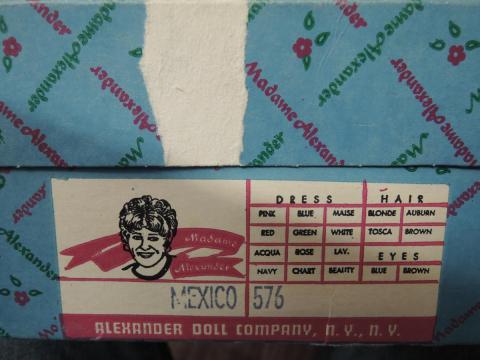 Madame Alexander
Madame Alexander
Madame Alexander
Madame Alexander
Madame Alexander
DRESS HAIR
PINK BLUE MAISE BLONDE AUBURN
RED GREEN WHITE TOSCA BROWN
ACQUA ROSE LAV. EYES
NAVY CHART BEAUTY BLUE BROWN
Madame
Alexander
MEXICO 576
ALEXANDER DOLL COMPANY, N.Y., N.Y.